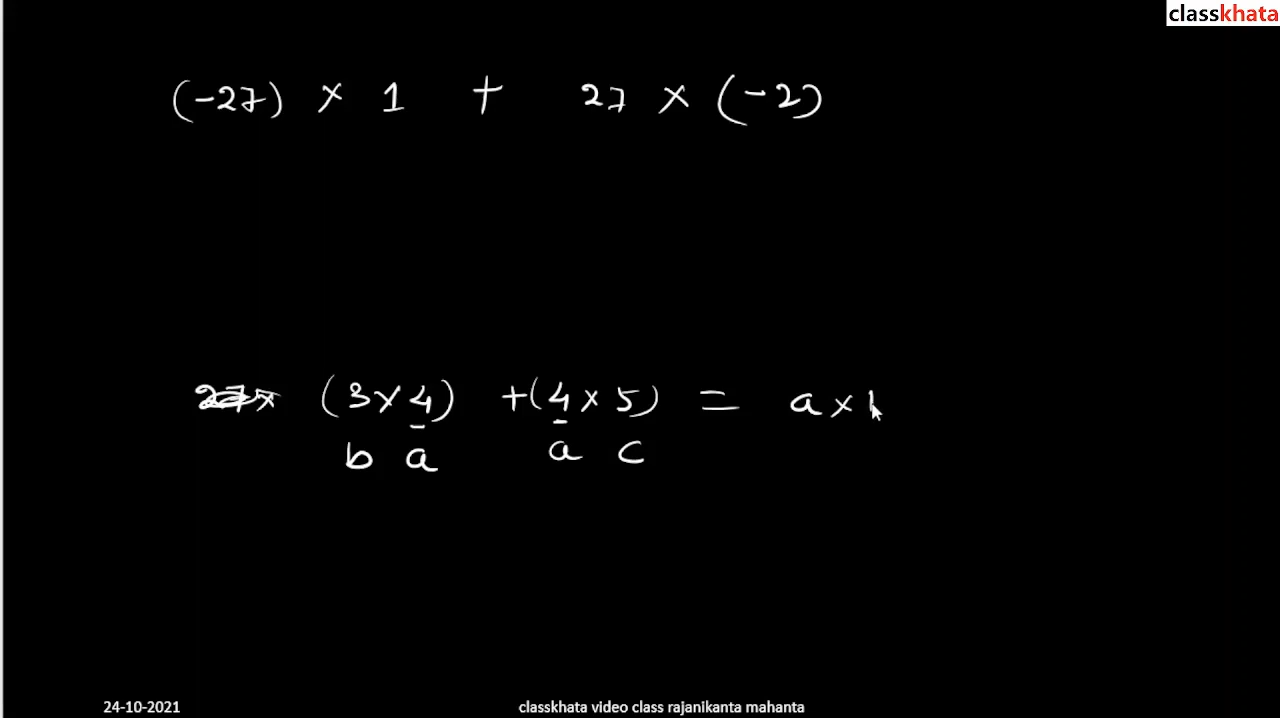 classkhata
(-27) × 1 + 27 × (-2)
(3×4) +(4×5) = a×
b a a c
24-10-2021
classkhata video class rajanikanta mahanta